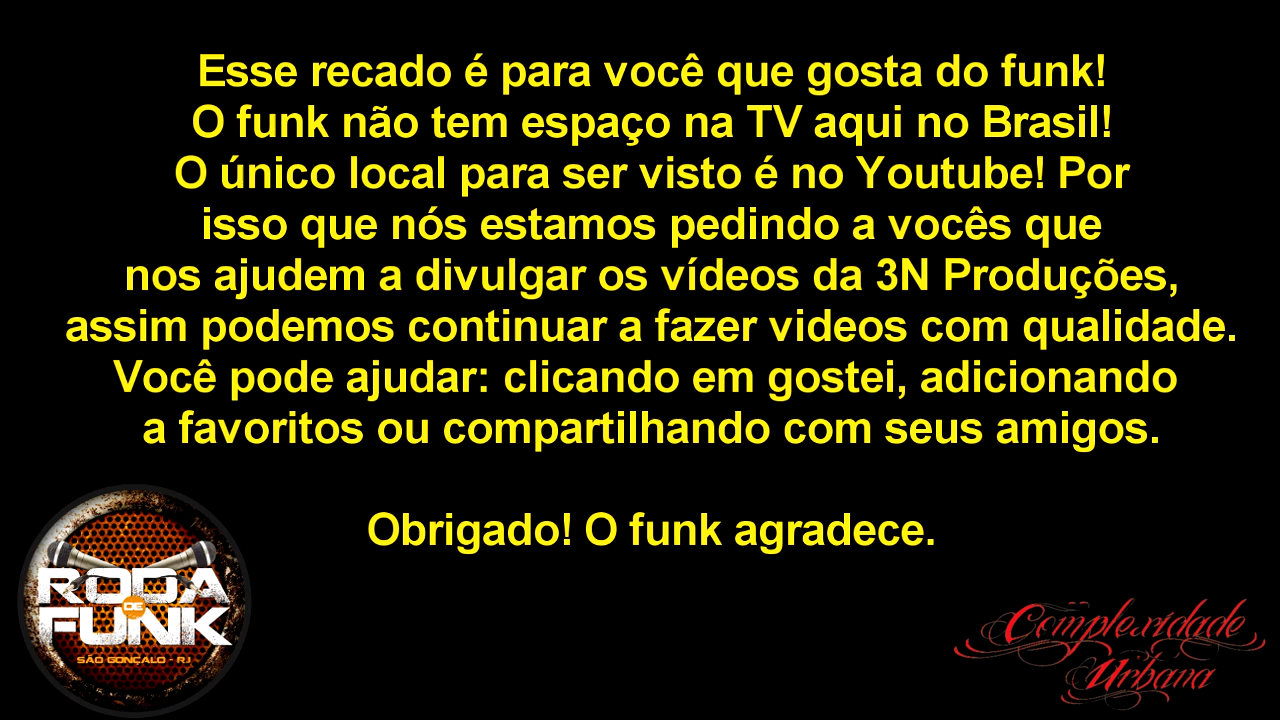 Esse recado é para você que gosta do funk!
O funk não tem espaço na TV aqui no Brasil!
O único local para ser visto é no Youtube! Por
isso que nós estamos pedindo a vocês que
nos ajudem a divulgar os vídeos da 3N Produções,
assim podemos continuar a fazer videos com qualidade.
Você pode ajudar: clicando em gostei, adicionando
a favoritos ou compartilhando com seus amigos.
Obrigado! O funk agradece.
RODA
DE
FUNK
SÃO GONÇALO - RJ
Complexidade
Urbana